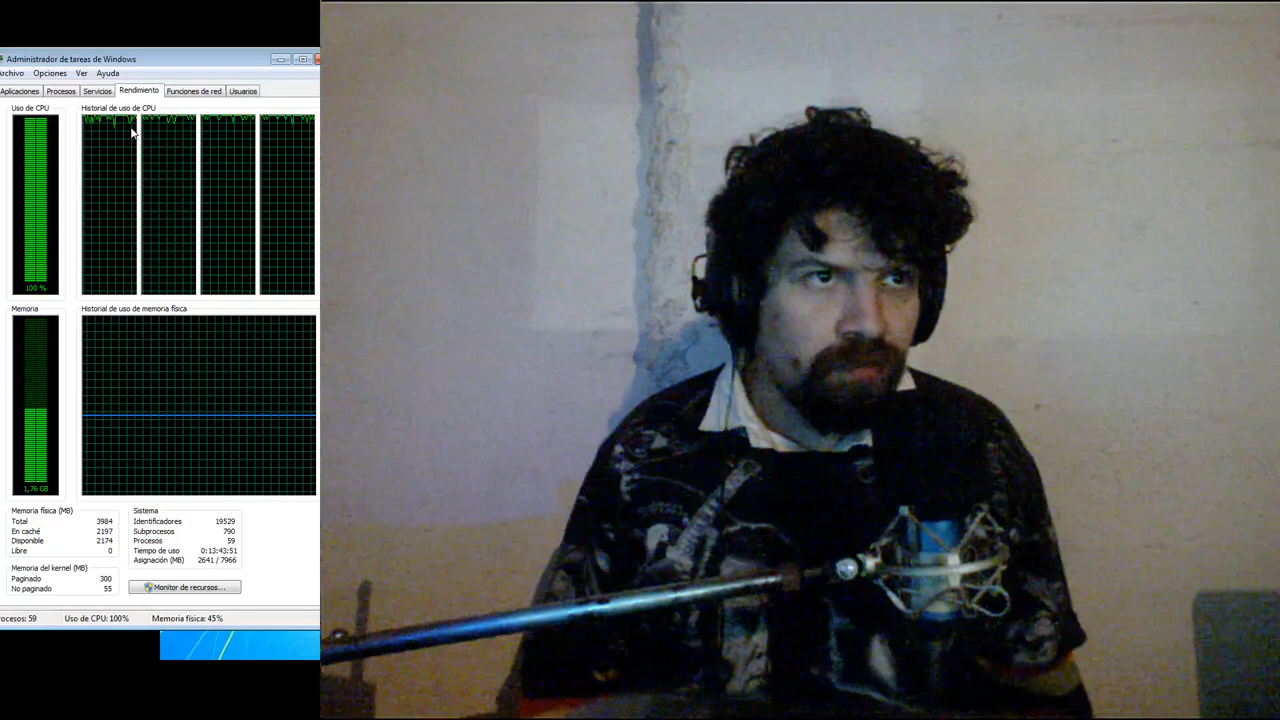 Administrador de tareas de Windows
Archivo Opciones Ver Ayuda
Aplicaciones Procesos Servicios Rendimiento Funciones de red Usuarios
Uso de CPU Historial de uso de CPU
100 %
Memoria Historial de uso de memoria física
1,76 GB
Memoria física (MB)
Total 3984
En caché 2197
Disponible 2174
Libre 0
Memoria del kernel (MB)
Paginado 300
No paginado 55
Sistema
Identificadores 19529
Subprocesos 790
Procesos 59
Tiempo de uso 0:13:43:51
Asignación (MB) 2641 / 7966
Monitor de recursos...
rocesos: 59 Uso de CPU: 100% Memoria física: 45%